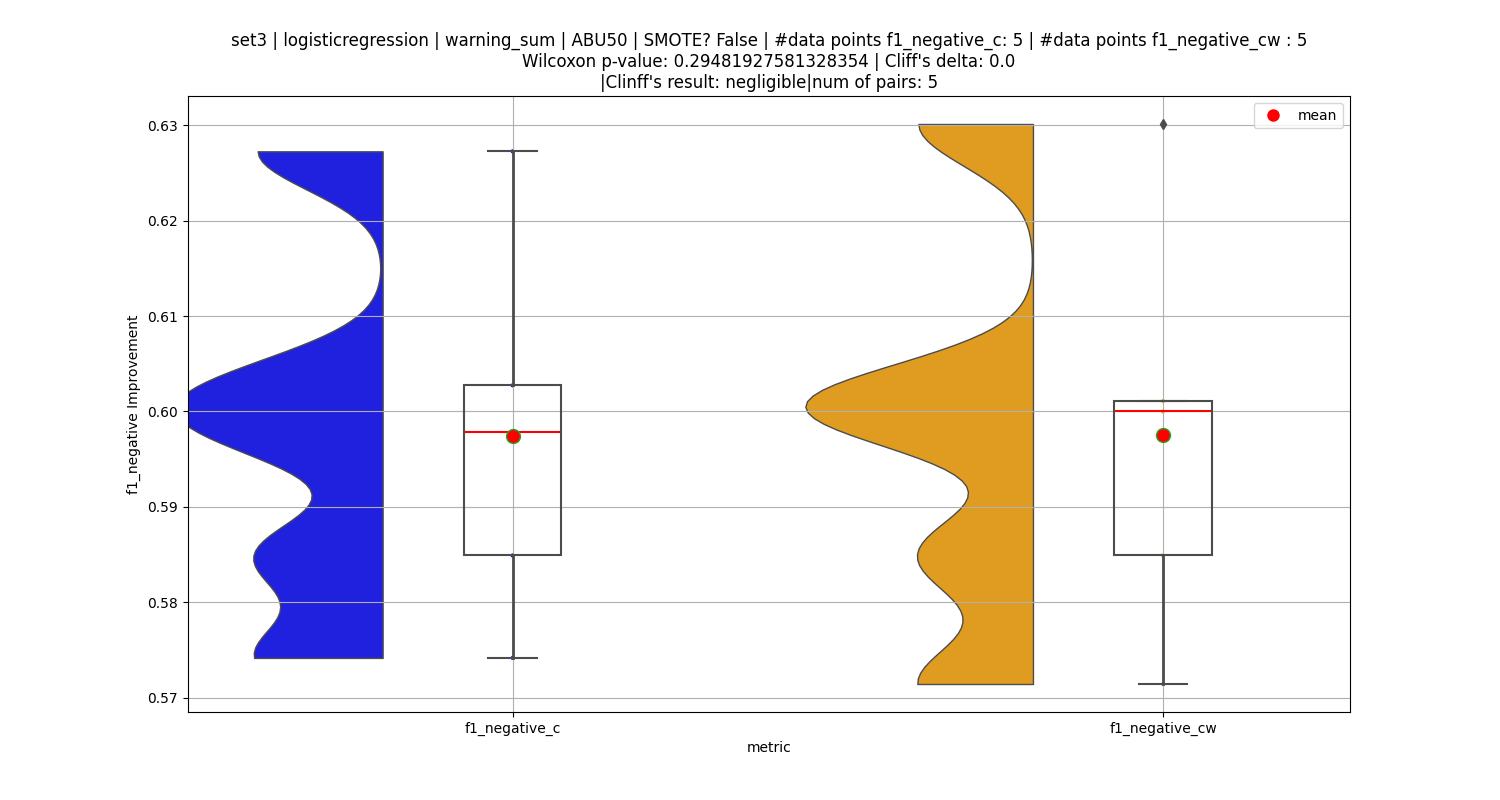 set3 | logisticregression | warning_sum | ABU50 | SMOTE? False | #data points f1_negative_c: 5 | #data points f1_negative_cw : 5
Wilcoxon p-value: 0.29481927581328354 | Cliff's delta: 0.0
|Clinff's result: negligible|num of pairs: 5
mean
0.63
0.62
0.61
0.60
0.59
0.58
0.57
f1_negative Improvement
f1_negative_c
f1_negative_cw
metric